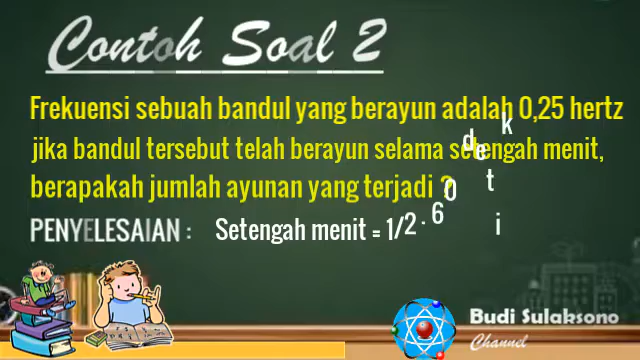 Contoh Soal 2
Frekuensi sebuah bandul yang berayun adalah 0,25 hertz
jika bandul tersebut telah berayun selama setengah menit,
berapakah jumlah ayunan yang terjadi ?
PENYELESAIAN : Setengah menit = 1/2 . 60 detik
Budi Sulaksono
Channel